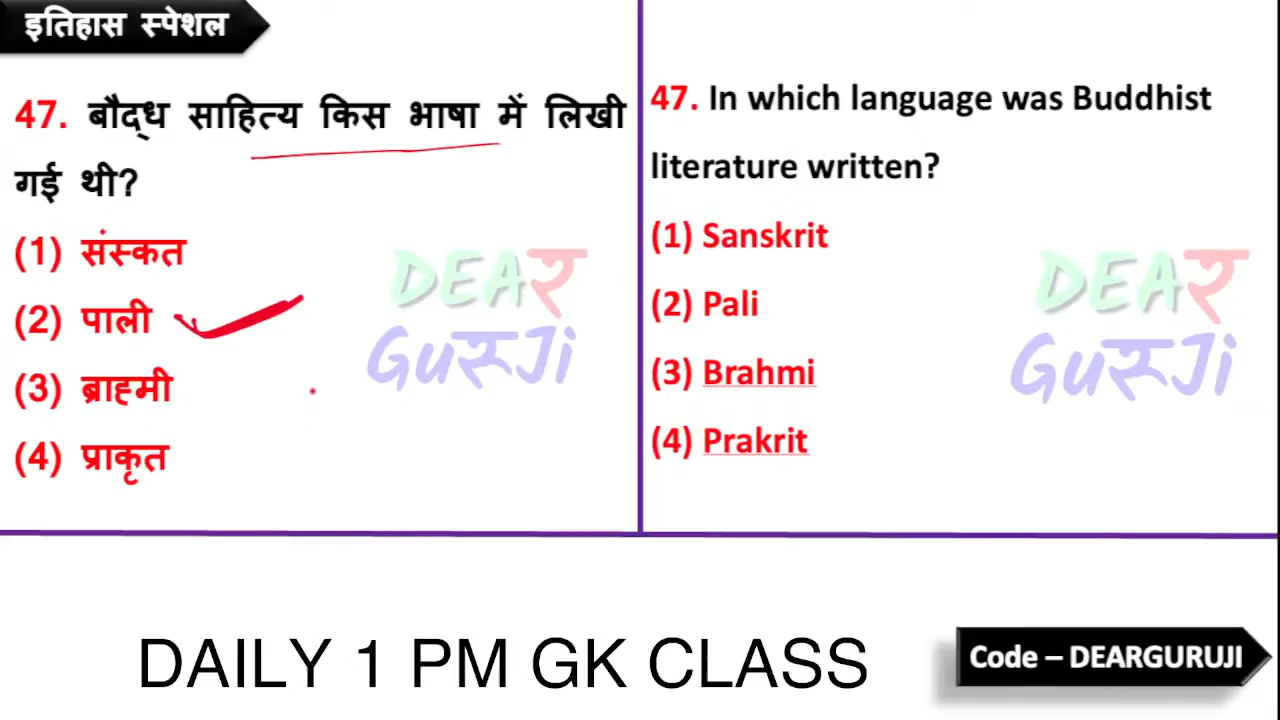 इतिहास स्पेशल
47. बौद्ध साहित्य किस भाषा में लिखी
गई थी?
(1) संस्कत
(2) पाली
(3) ब्राह्मी
(4) प्राकृत
47. In which language was Buddhist
literature written?
(1) Sanskrit
(2) Pali
(3) Brahmi
(4) Prakrit
DEAR
GuरूJi
DEAR
GuरूJi
DAILY 1 PM GK CLASS
Code – DEARGURUJI